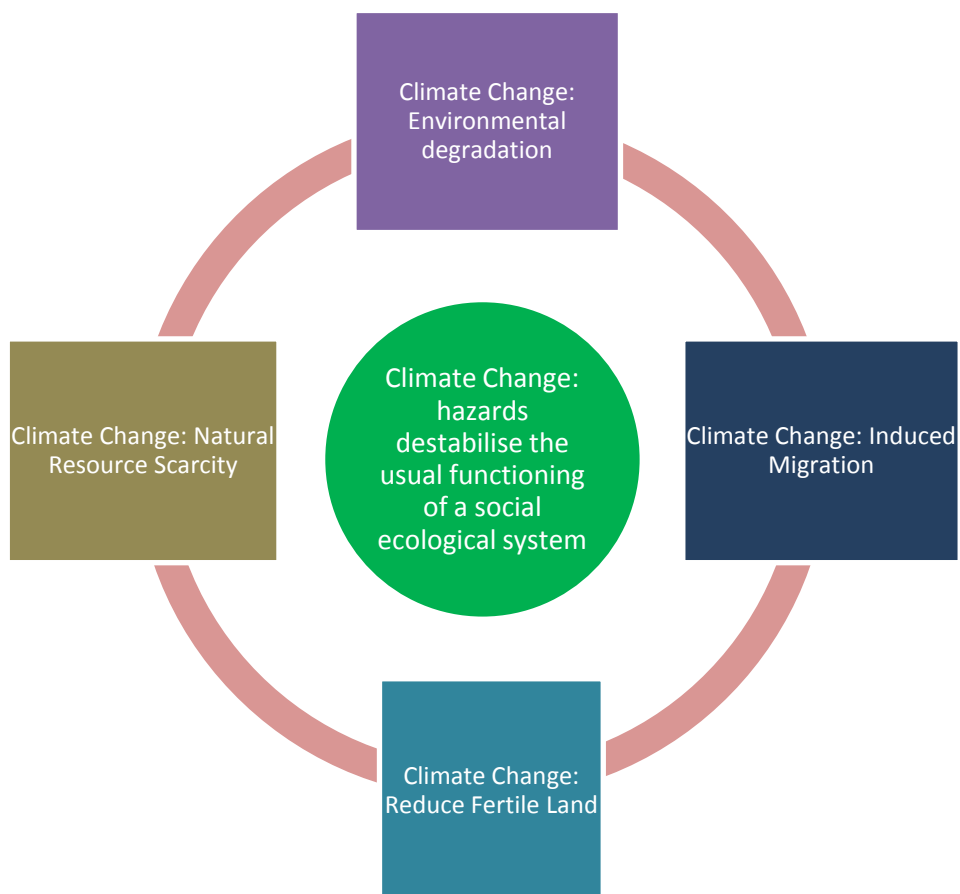 Climate Change:
Environmental
degradation
Climate Change: Natural
Resource Scarcity
Climate Change:
hazards
destabilise the
usual functioning
of a social
ecological system
Climate Change: Induced
Migration
Climate Change:
Reduce Fertile Land